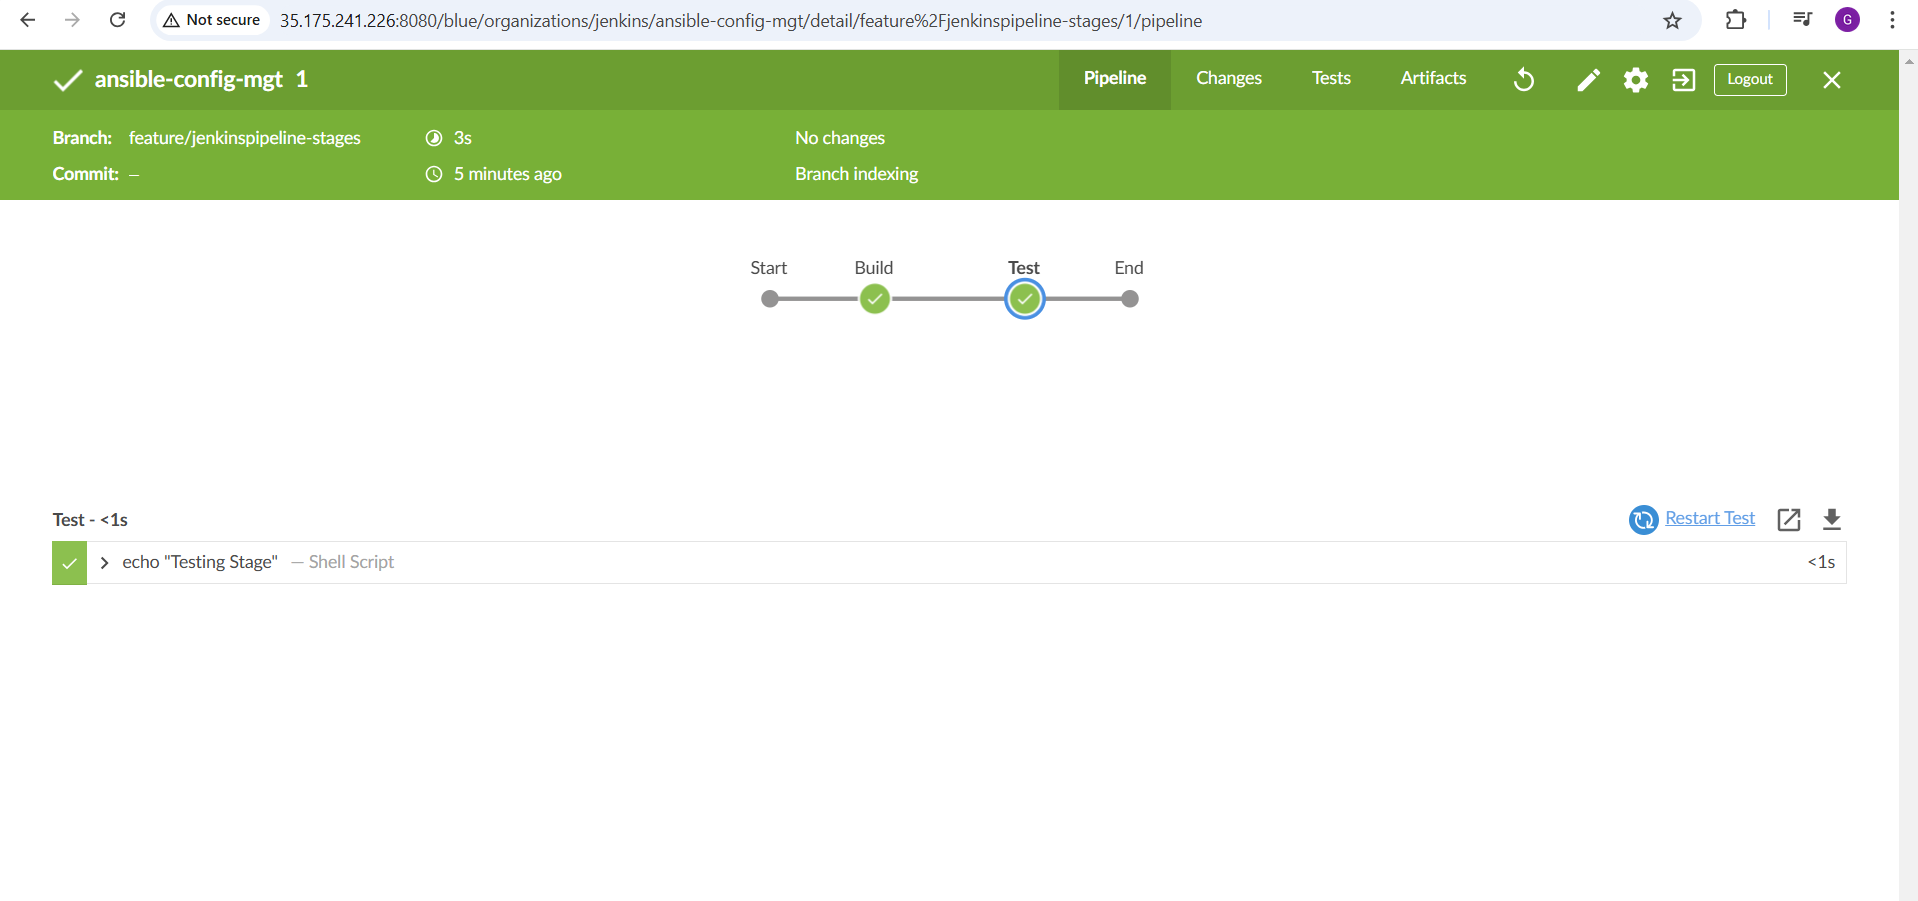 Not secure 35.175.241.226:8080/blue/organizations/jenkins/ansible-config-mgt/detail/feature%2Fjenkinspipeline-stages/1/pipeline G
ansible-config-mgt 1 Pipeline Changes Tests Artifacts Logout
Branch: feature/jenkinspipeline-stages 3s No changes
Commit: – 5 minutes ago Branch indexing
Start Build Test End
Test - <1s Restart Test
echo "Testing Stage" — Shell Script <1s